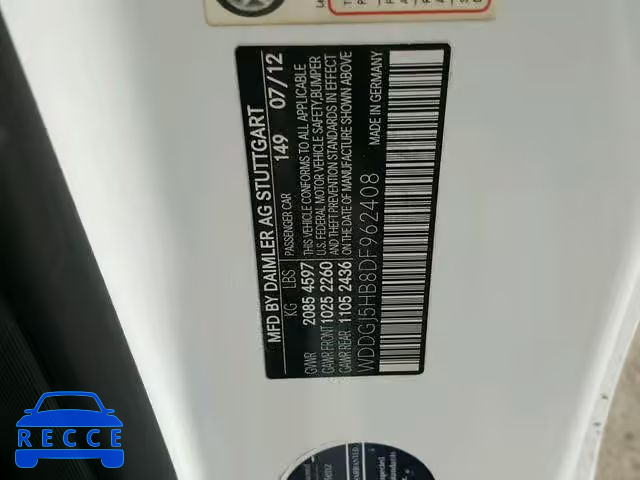 MFD BY DAIMLER AG STUTTGART
PASSENGER CAR 149 07/12
KG LBS
GVWR 2085 4597
GAWR FRONT 1025 2260
GAWR REAR 1105 2436
THIS VEHICLE CONFORMS TO ALL APPLICABLE
U.S. FEDERAL MOTOR VEHICLE SAFETY, BUMPER
AND THEFT PREVENTION STANDARDS IN EFFECT
ON THE DATE OF MANUFACTURE SHOWN ABOVE
WDDGJ5HB8DF962408 MADE IN GERMANY
RECCE